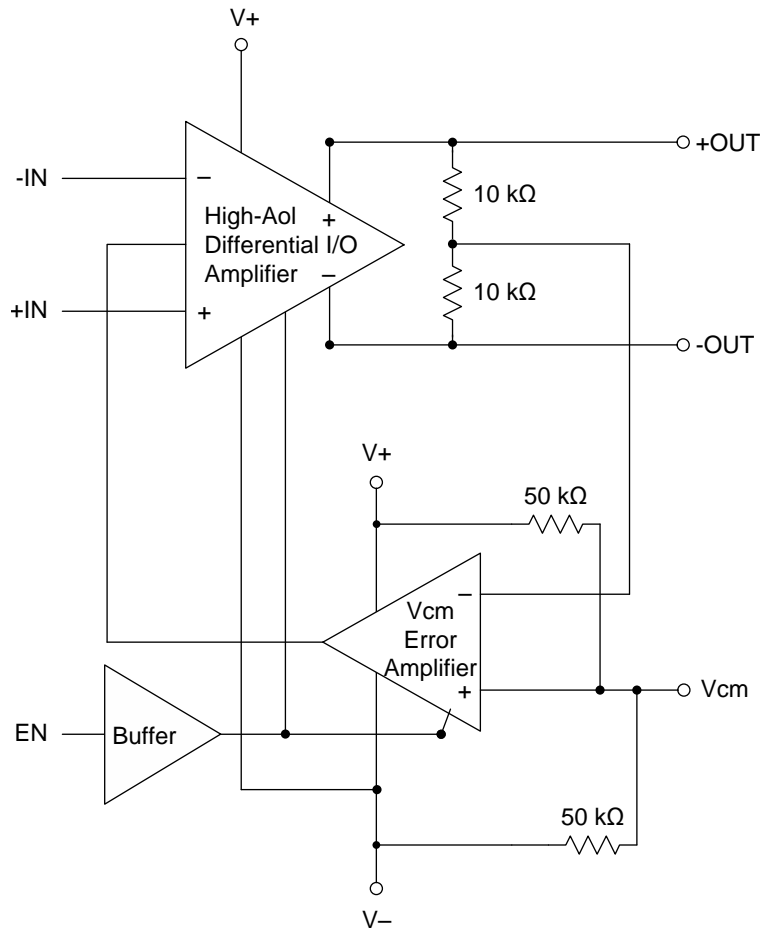 V+
-IN
+IN
−
+
High-Aol
Differential I/O
Amplifier
+
−
10 kΩ
10 kΩ
+OUT
-OUT
V+
50 kΩ
−
Vcm
Error
Amplifier
+
Vcm
EN
Buffer
50 kΩ
V–